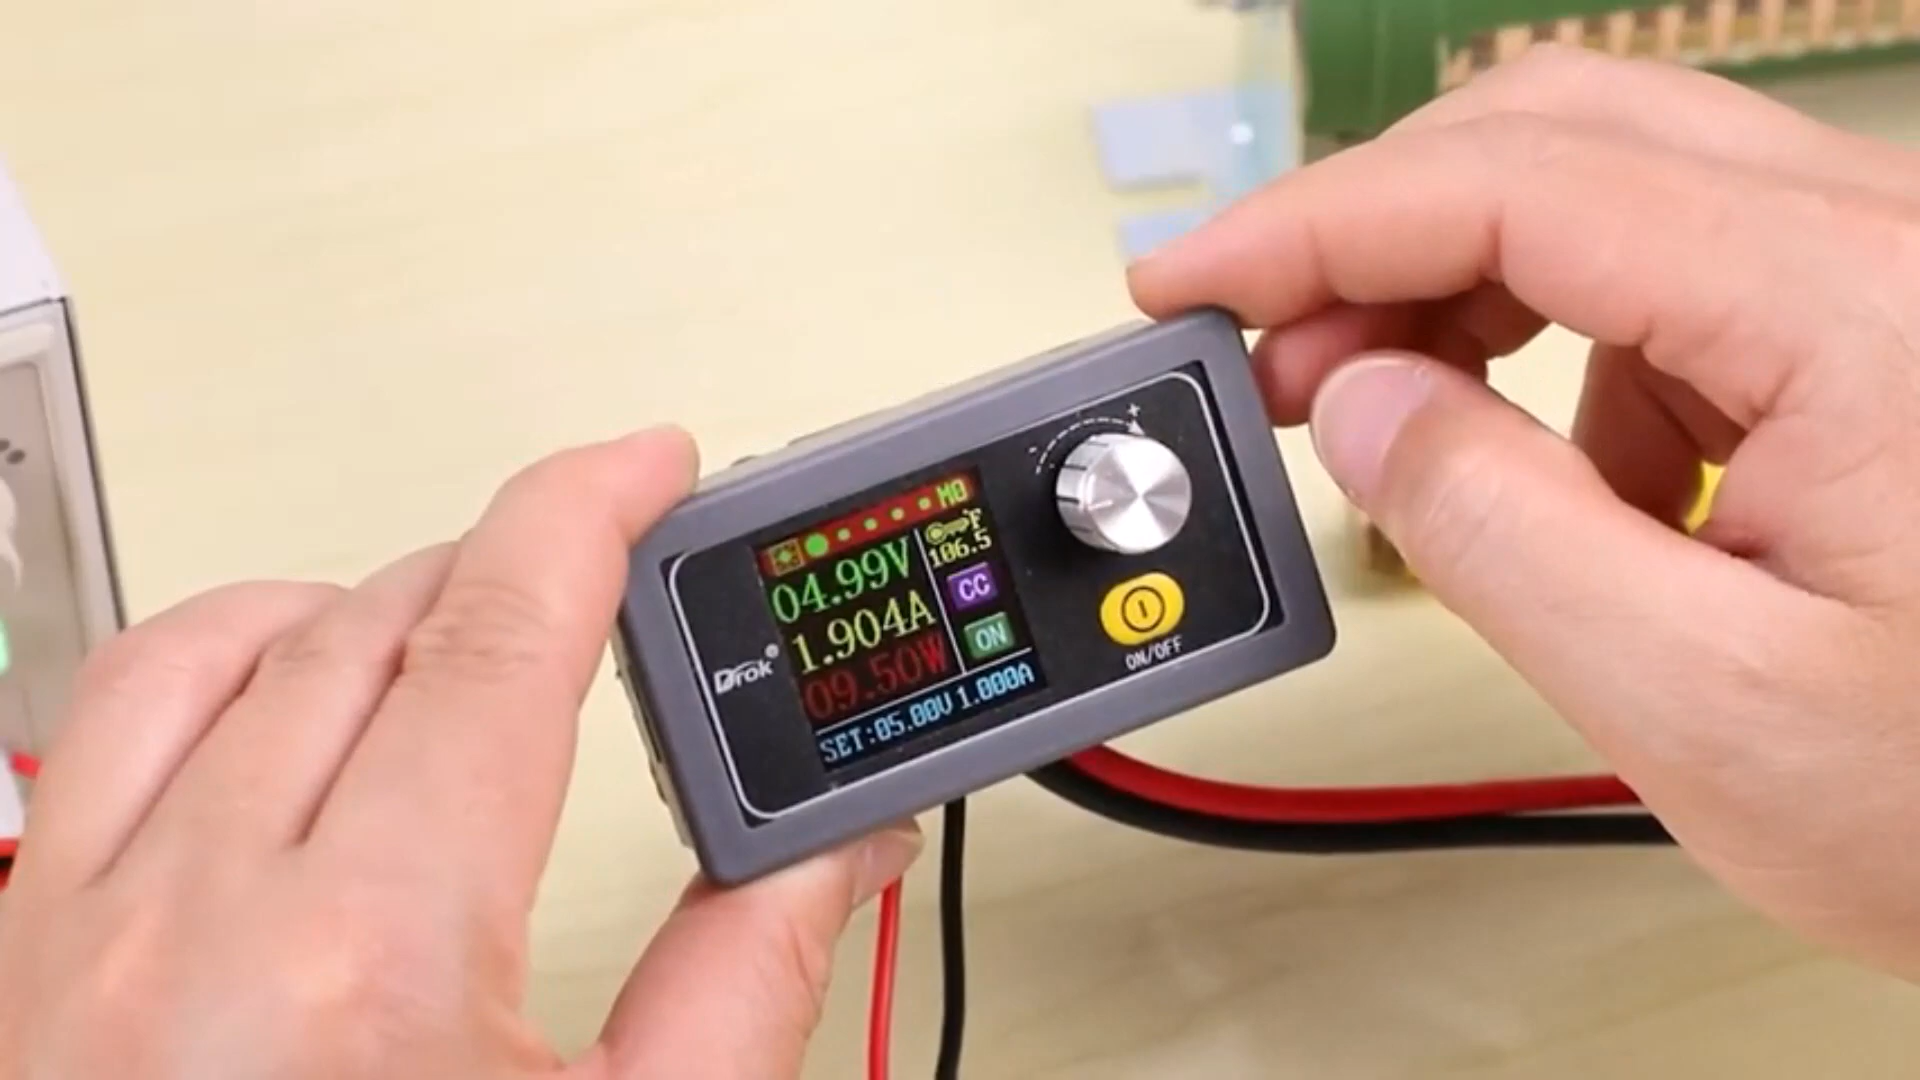 M0
04.99V
°F
106.5
1.904A
CC
09.50W
ON
SET:05.00V 1.000A
Drok®
- +
ON/OFF